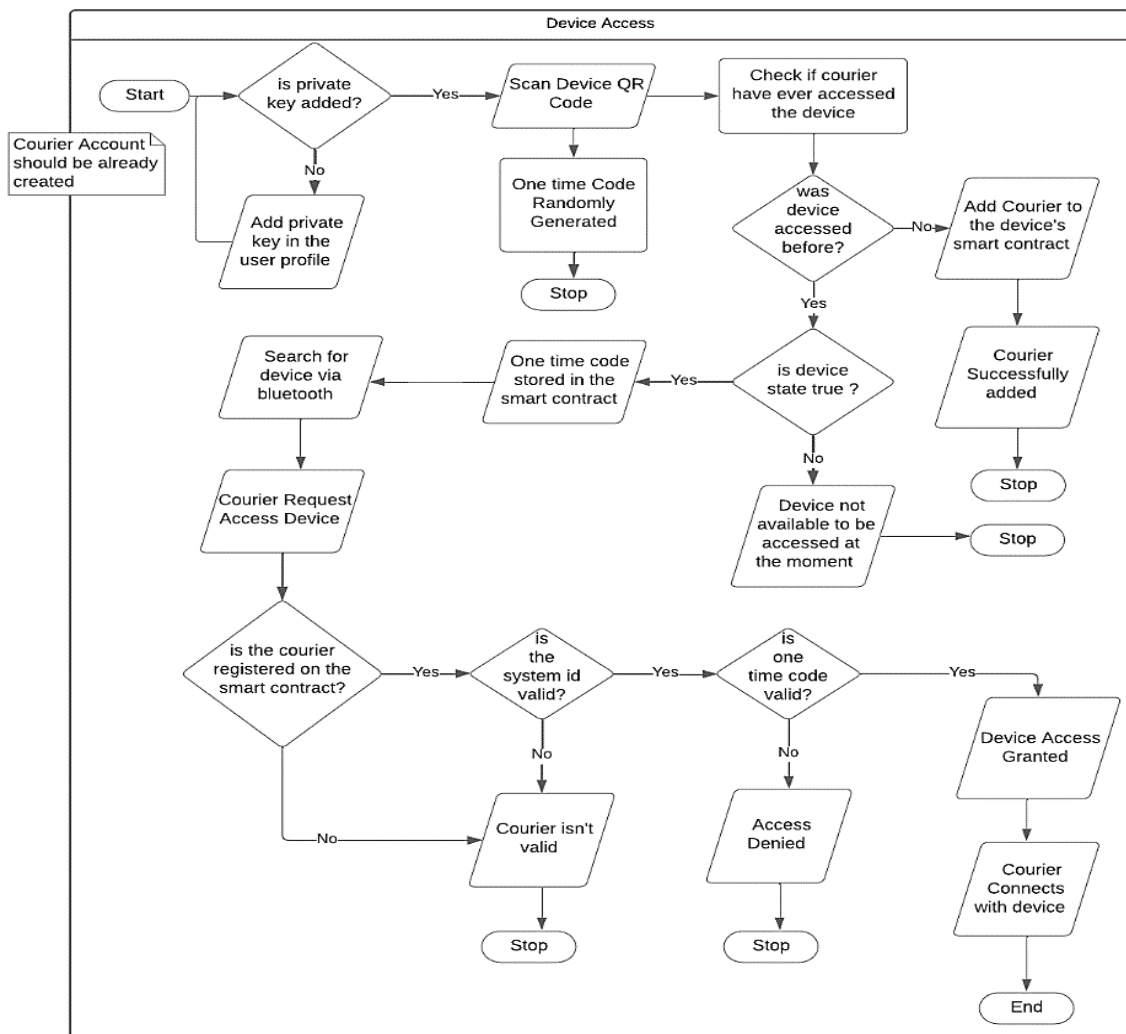 Device Access
Start
is private
key added?
Yes
Scan Device QR
Code
Check if courier
have ever accessed
the device
Courier Account
should be already
created
No
Add private
key in the
user profile
One time Code
Randomly
Generated
Stop
was
device
accessed
before?
No
Add Courier to
the device's
smart contract
Yes
Courier
Successfully
added
Stop
is device
state true ?
Yes
One time code
stored in the
smart contract
Search for
device via
bluetooth
No
Device not
available to be
accessed at
the moment
Stop
Courier Request
Access Device
is the courier
registered on the
smart contract?
Yes
is
the
system id
valid?
Yes
is
one
time code
valid?
Yes
Device Access
Granted
No
No
No
Courier isn't
valid
Access
Denied
Courier
Connects
with device
Stop
Stop
End